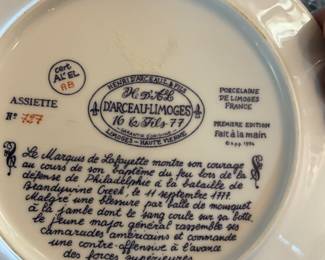 cert
AL'EL
RB
ASSIETTE
No 727
HENRI D'ARCEAU & FILS
H. D'A&L
D'ARCEAU-LIMOGES
16 & Fils 77
LIMOGES - HAUTE VIENNE
PORCELAINE
DE LIMOGES
FRANCE
PREMIERE EDITION
Fait à la main
Le Marquis de Lafayette montre son courage
au cours de son baptême du feu lors de la
défense de Philadelphie à la bataille de
Brandywine Creek, le 11 septembre 1777.
Malgré une blessure par balle de mousquet
à la jambe dont le sang coule sur sa botte,
le jeune major général rassemble ses
camarades américains et commande
une contre-offensive à l'avance
des forces supérieures